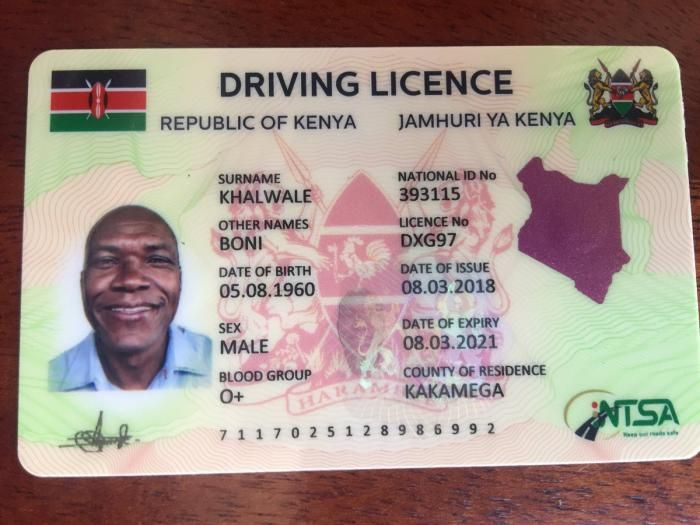 DRIVING LICENCE
REPUBLIC OF KENYA JAMHURI YA KENYA
SURNAME
KHALWALE
NATIONAL ID No
393115
OTHER NAMES
BONI
LICENCE No
DXG97
DATE OF BIRTH
05.08.1960
DATE OF ISSUE
08.03.2018
SEX
MALE
DATE OF EXPIRY
08.03.2021
BLOOD GROUP
O+
COUNTY OF RESIDENCE
KAKAMEGA
HARAM
7117025128986992
NTSA
Keep our roads safe